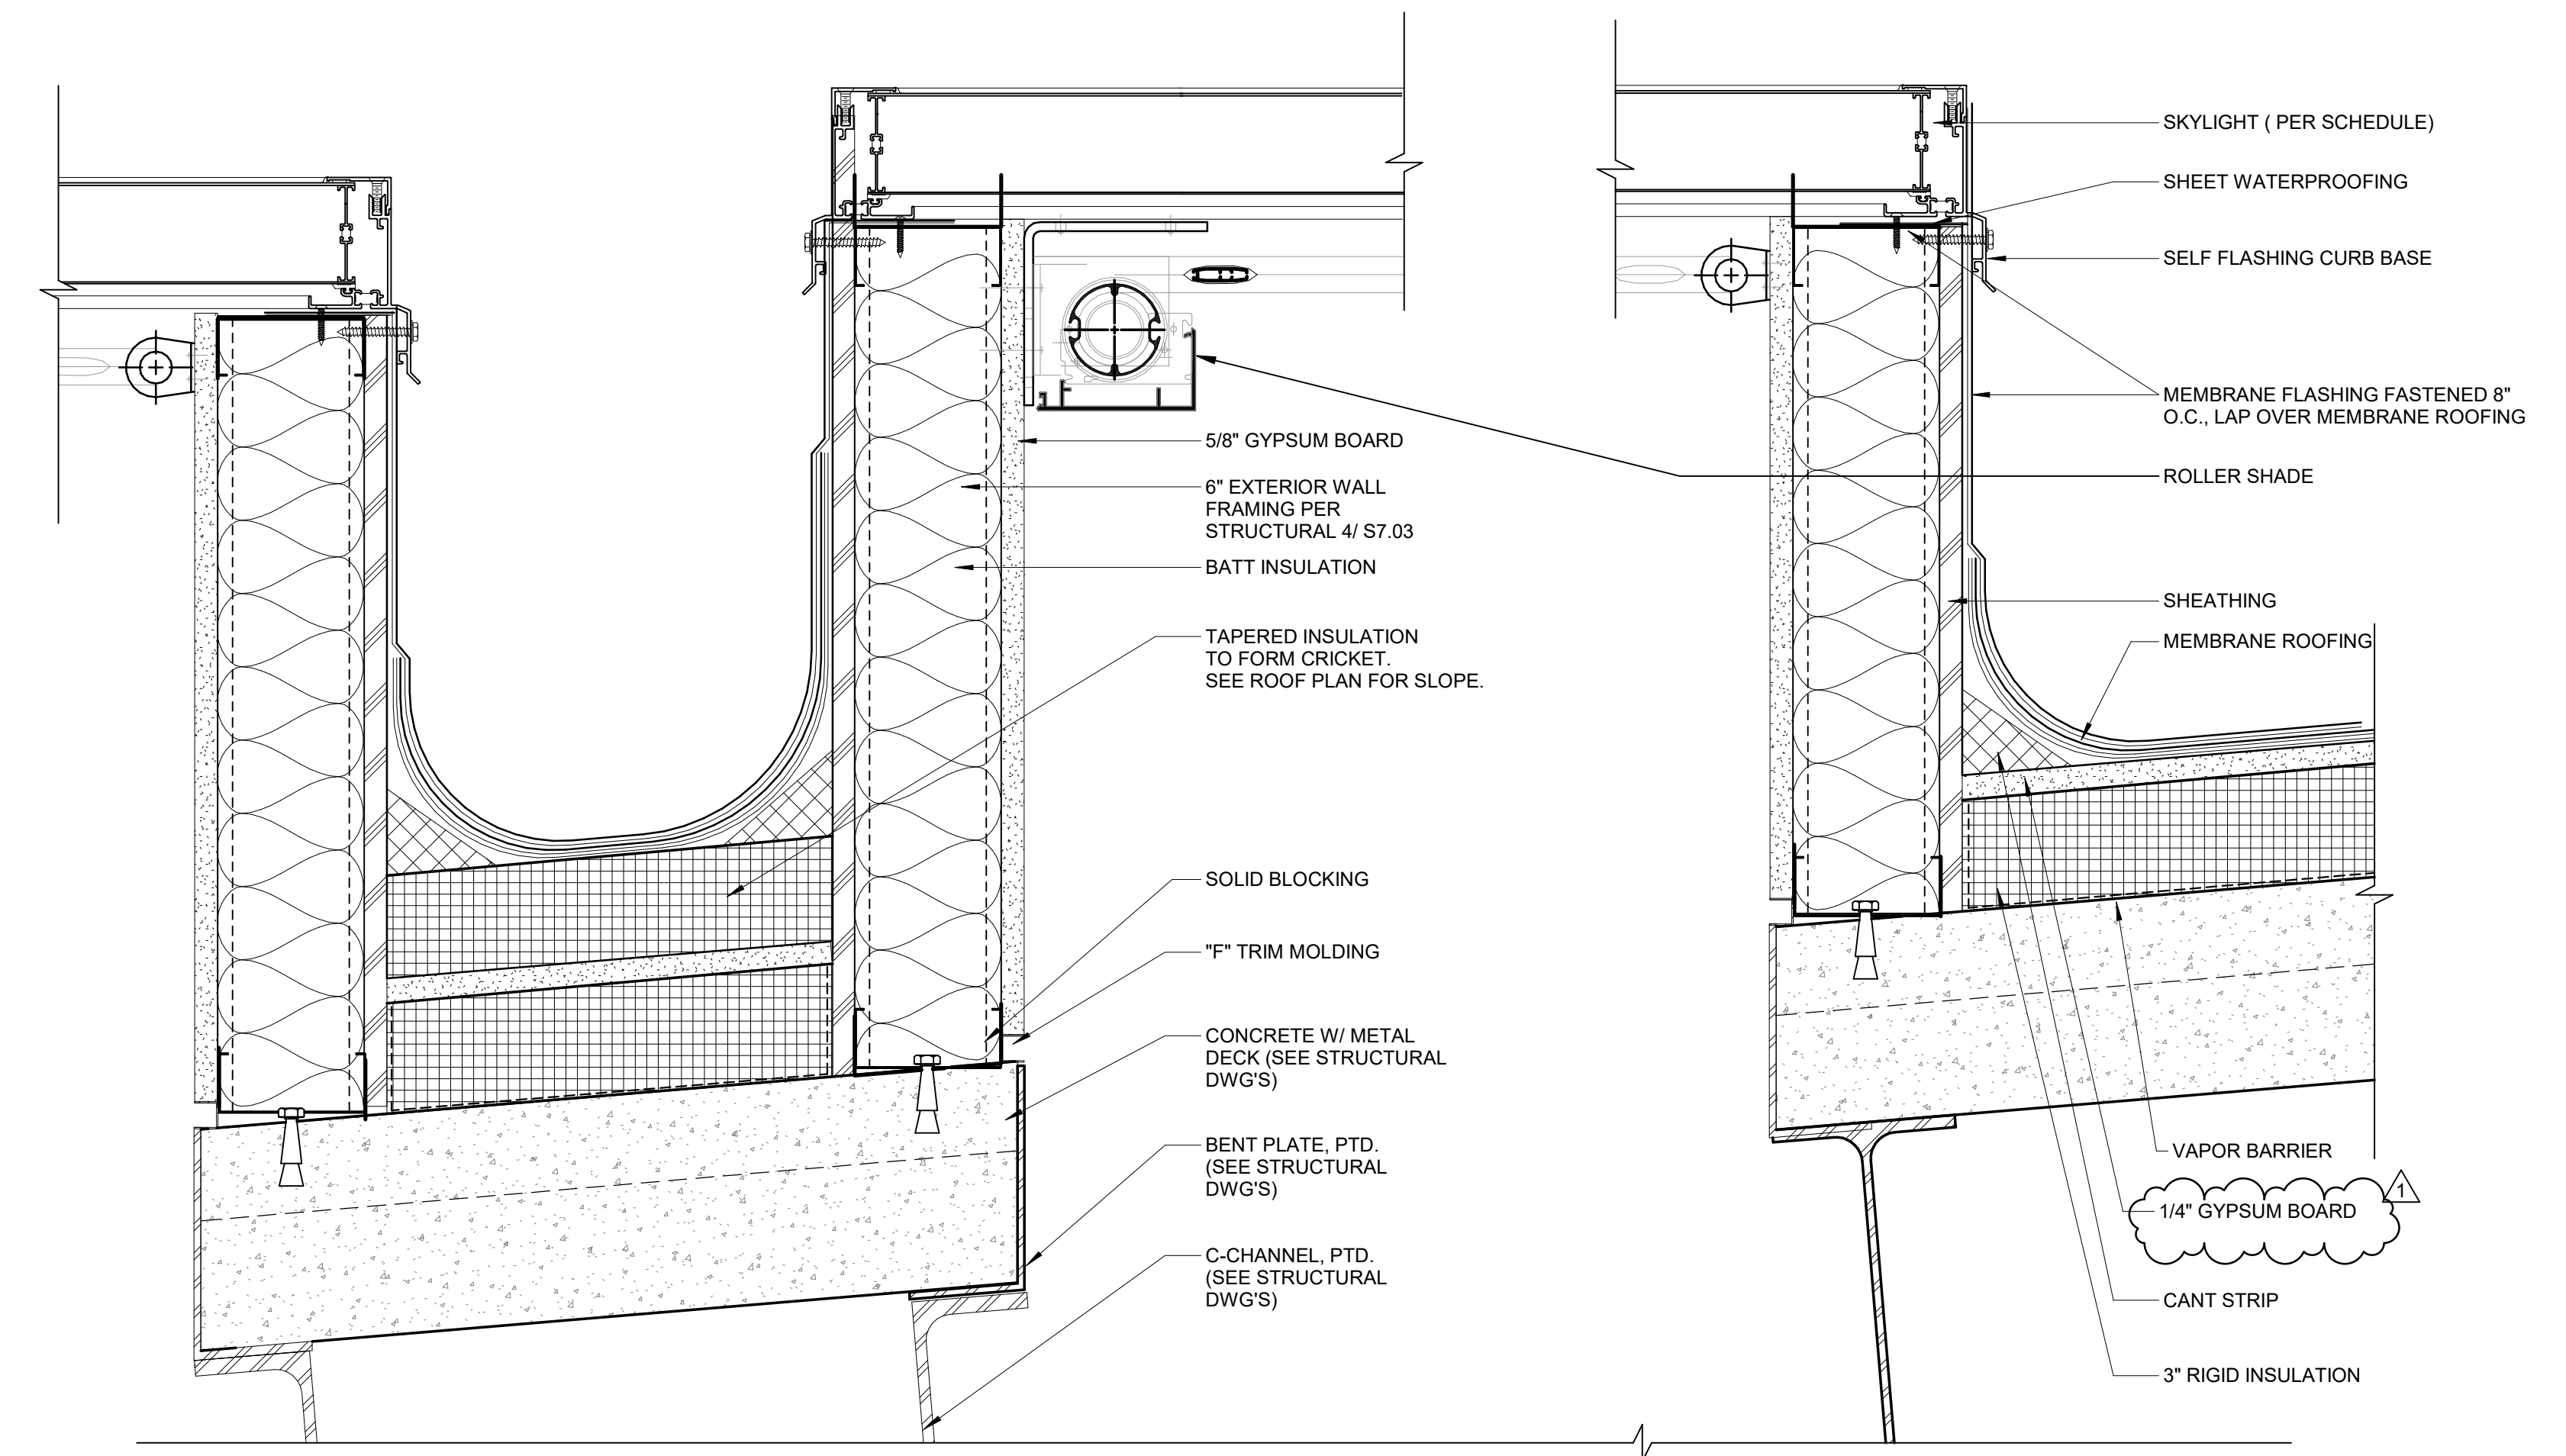 SKYLIGHT ( PER SCHEDULE)
SHEET WATERPROOFING
SELF FLASHING CURB BASE
MEMBRANE FLASHING FASTENED 8"
O.C., LAP OVER MEMBRANE ROOFING
ROLLER SHADE
SHEATHING
MEMBRANE ROOFING
5/8" GYPSUM BOARD
6" EXTERIOR WALL
FRAMING PER
STRUCTURAL 4/ S7.03
BATT INSULATION
TAPERED INSULATION
TO FORM CRICKET.
SEE ROOF PLAN FOR SLOPE.
SOLID BLOCKING
"F" TRIM MOLDING
CONCRETE W/ METAL
DECK (SEE STRUCTURAL
DWG'S)
BENT PLATE, PTD.
(SEE STRUCTURAL
DWG'S)
C-CHANNEL, PTD.
(SEE STRUCTURAL
DWG'S)
VAPOR BARRIER
1
1/4" GYPSUM BOARD
CANT STRIP
3" RIGID INSULATION